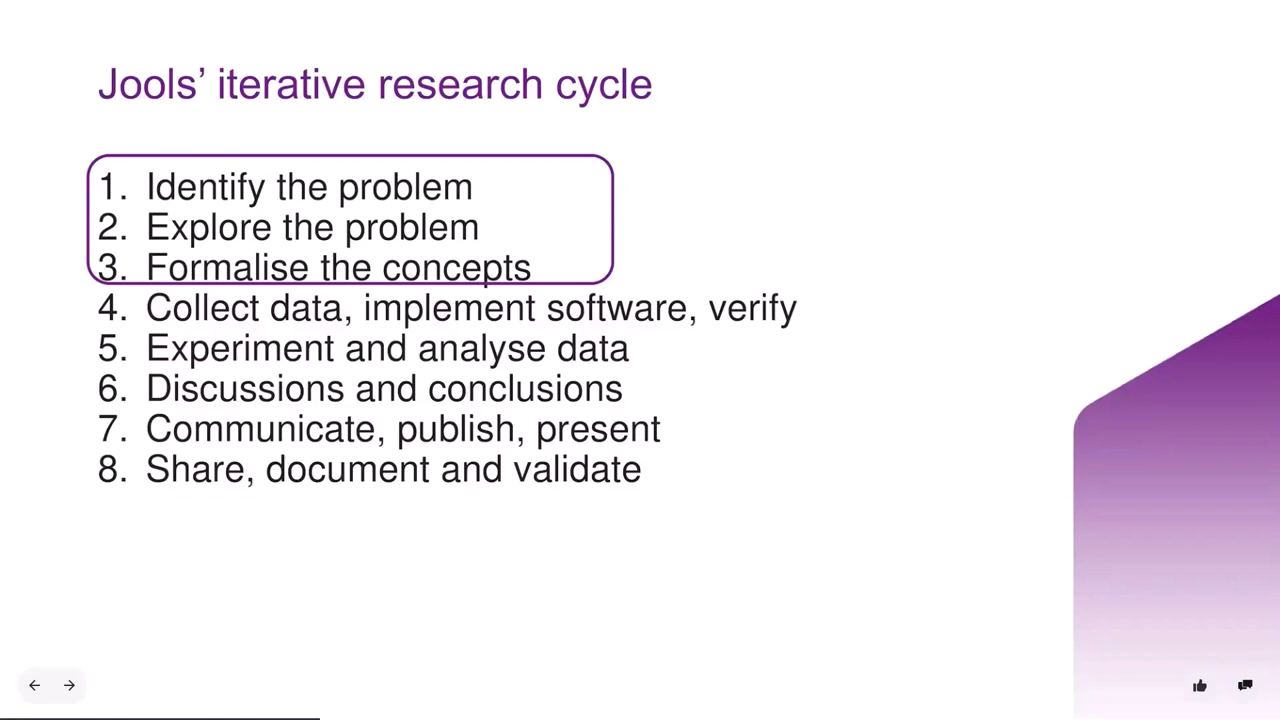 Jools’ iterative research cycle
1. Identify the problem
2. Explore the problem
3. Formalise the concepts
4. Collect data, implement software, verify
5. Experiment and analyse data
6. Discussions and conclusions
7. Communicate, publish, present
8. Share, document and validate